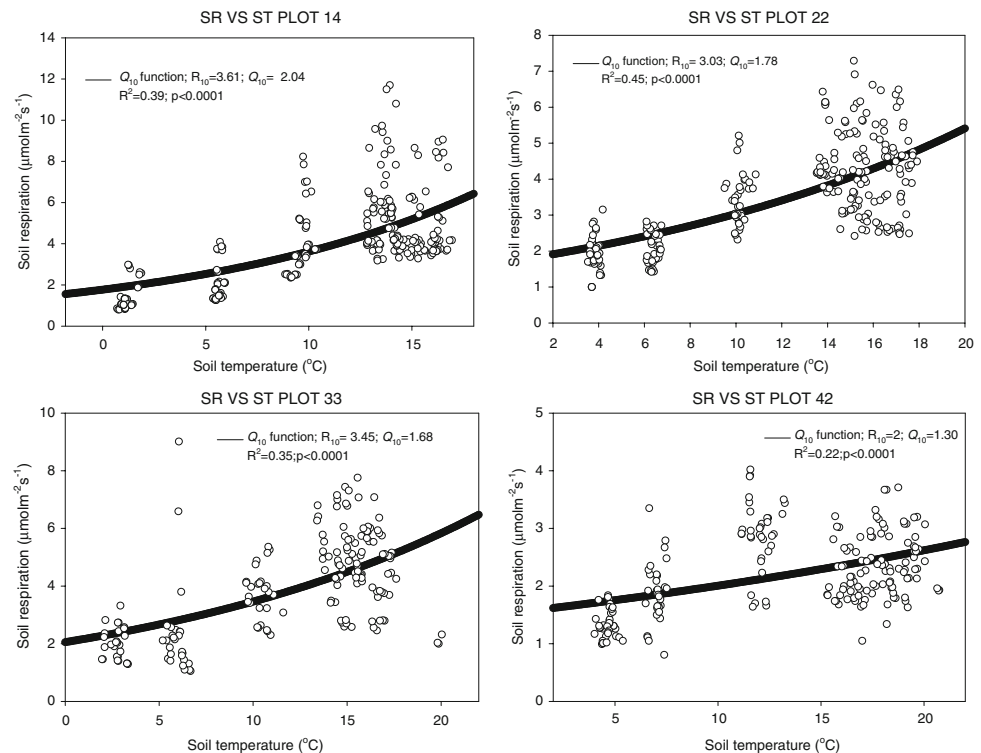 SR VS ST PLOT 14
Q10 function; R10=3.61; Q10= 2.04
R2=0.39; p<0.0001
14
12
10
8
6
4
2
0
Soil respiration (µmolm-2s-1)
0 5 10 15
Soil temperature (oC)
SR VS ST PLOT 22
Q10 function; R10= 3.03; Q10=1.78
R2=0.45; p<0.0001
8
7
6
5
4
3
2
1
0
Soil respiration (µmolm-2s-1)
2 4 6 8 10 12 14 16 18 20
Soil temperature (oC)
SR VS ST PLOT 33
Q10 function; R10= 3.45; Q10=1.68
R2=0.35;p<0.0001
10
8
6
4
2
0
Soil respiration (µmolm-2s-1)
0 5 10 15 20
Soil temperature (oC)
SR VS ST PLOT 42
Q10 function; R10=2; Q10=1.30
R2=0.22;p<0.0001
5
4
3
2
1
0
Soil respiration (µmolm-2s-1)
5 10 15 20
Soil temperature (oC)